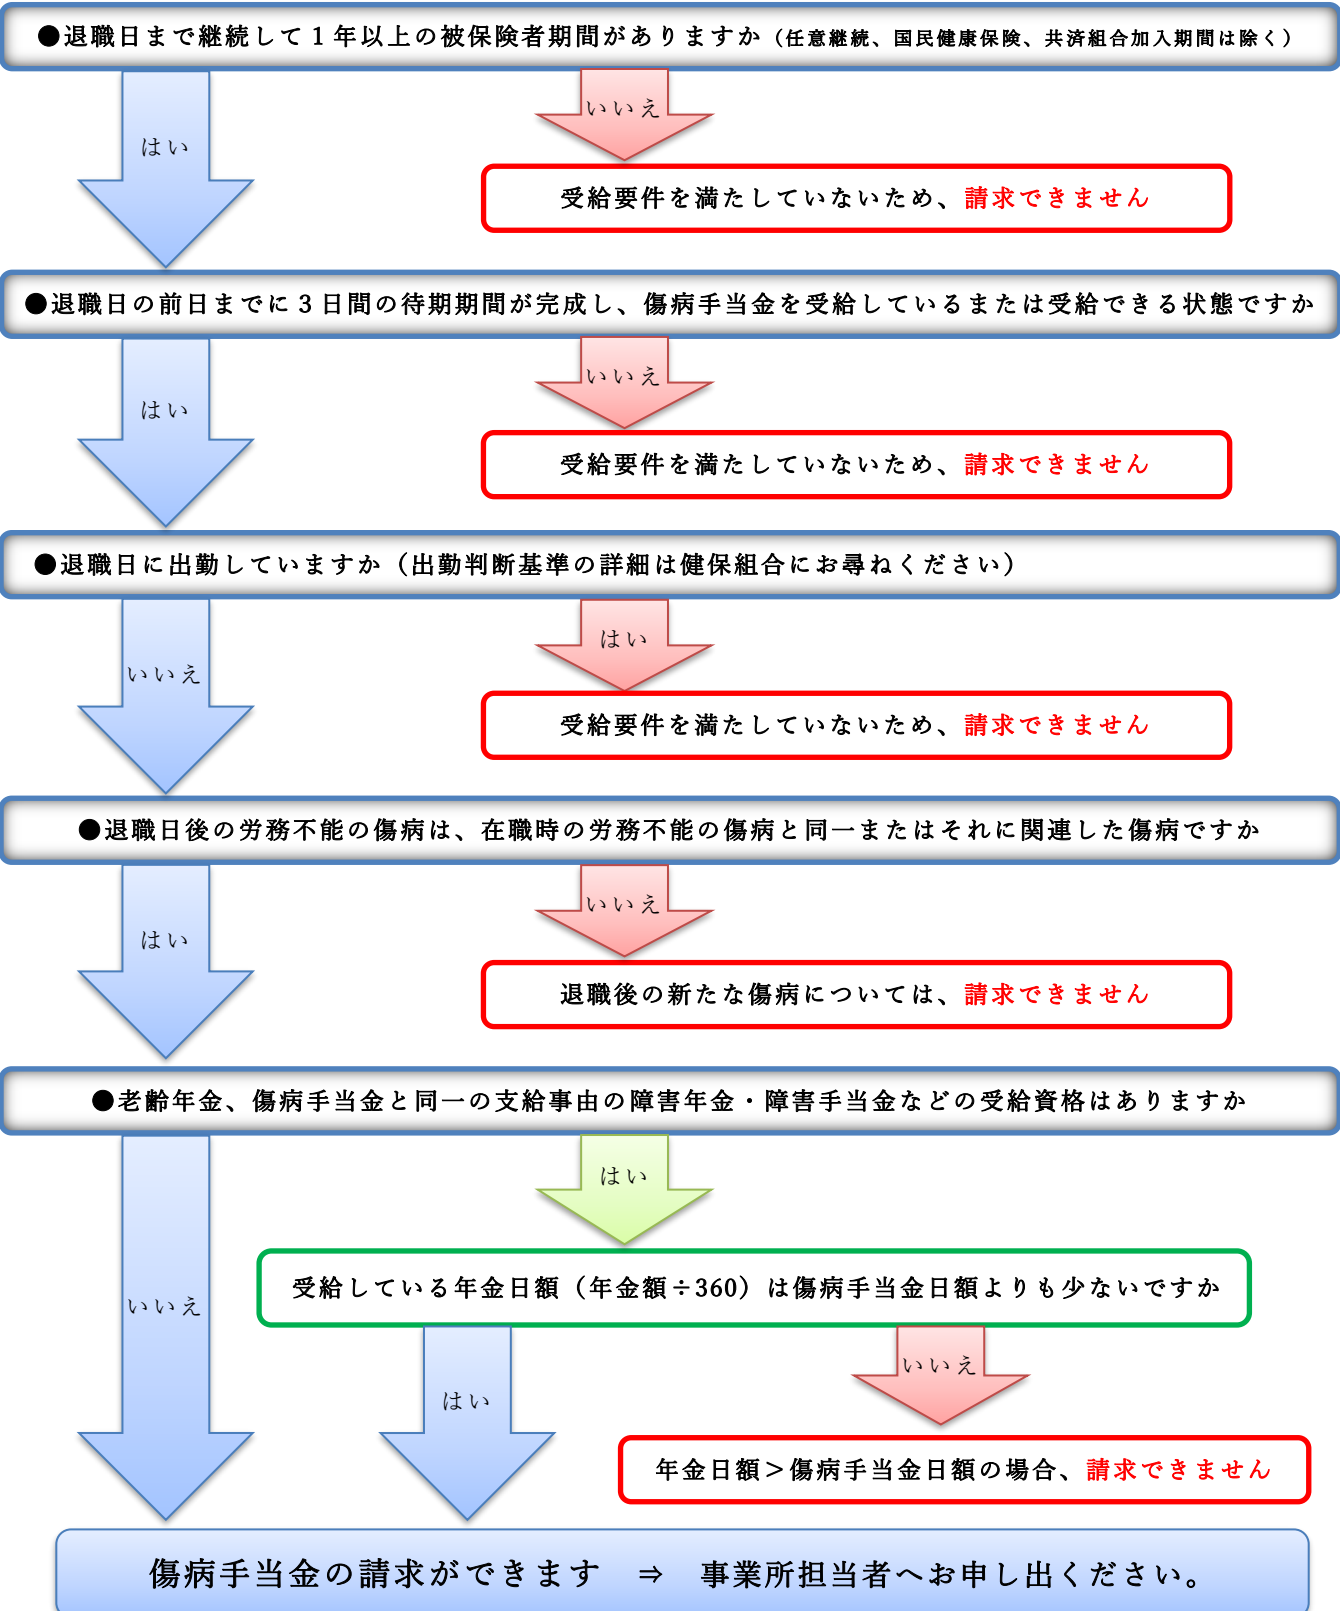 ●退職日まで継続して1年以上の被保険者期間がありますか（任意継続、国民健康保険、共済組合加入期間は除く）
はい
いいえ
受給要件を満たしていないため、請求できません
●退職日の前日までに3日間の待期期間が完成し、傷病手当金を受給しているまたは受給できる状態ですか
はい
いいえ
受給要件を満たしていないため、請求できません
●退職日に出勤していますか（出勤判断基準の詳細は健保組合にお尋ねください）
いいえ
はい
受給要件を満たしていないため、請求できません
●退職日後の労務不能の傷病は、在職時の労務不能の傷病と同一またはそれに関連した傷病ですか
はい
いいえ
退職後の新たな傷病については、請求できません
●老齢年金、傷病手当金と同一の支給事由の障害年金・障害手当金などの受給資格はありますか
いいえ
はい
受給している年金日額（年金額÷360）は傷病手当金日額よりも少ないですか
はい
いいえ
年金日額＞傷病手当金日額の場合、請求できません
傷病手当金の請求ができます　⇒　事業所担当者へお申し出ください。